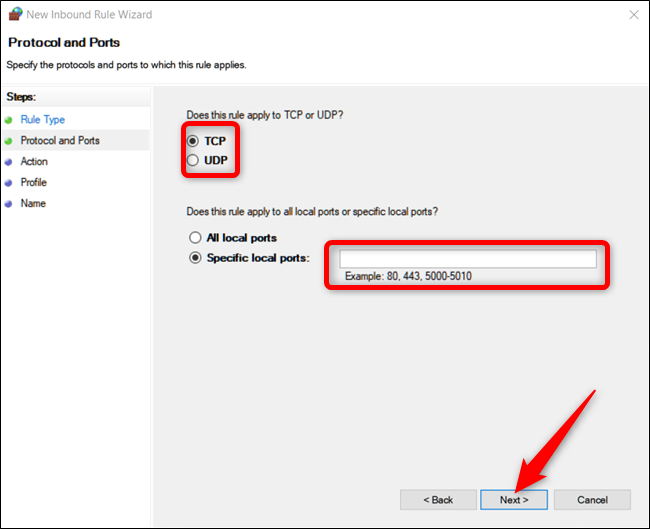 New Inbound Rule Wizard
Protocol and Ports
Specify the protocols and ports to which this rule applies.
Steps:
Rule Type
Protocol and Ports
Action
Profile
Name
Does this rule apply to TCP or UDP?
TCP
UDP
Does this rule apply to all local ports or specific local ports?
All local ports
Specific local ports:
Example: 80, 443, 5000-5010
< Back
Next >
Cancel